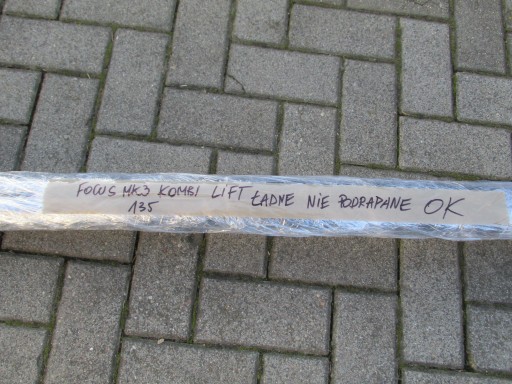 FOCUS MK3 KOMBI LIFT ŁADNE NIE PODRAPANE OK
135